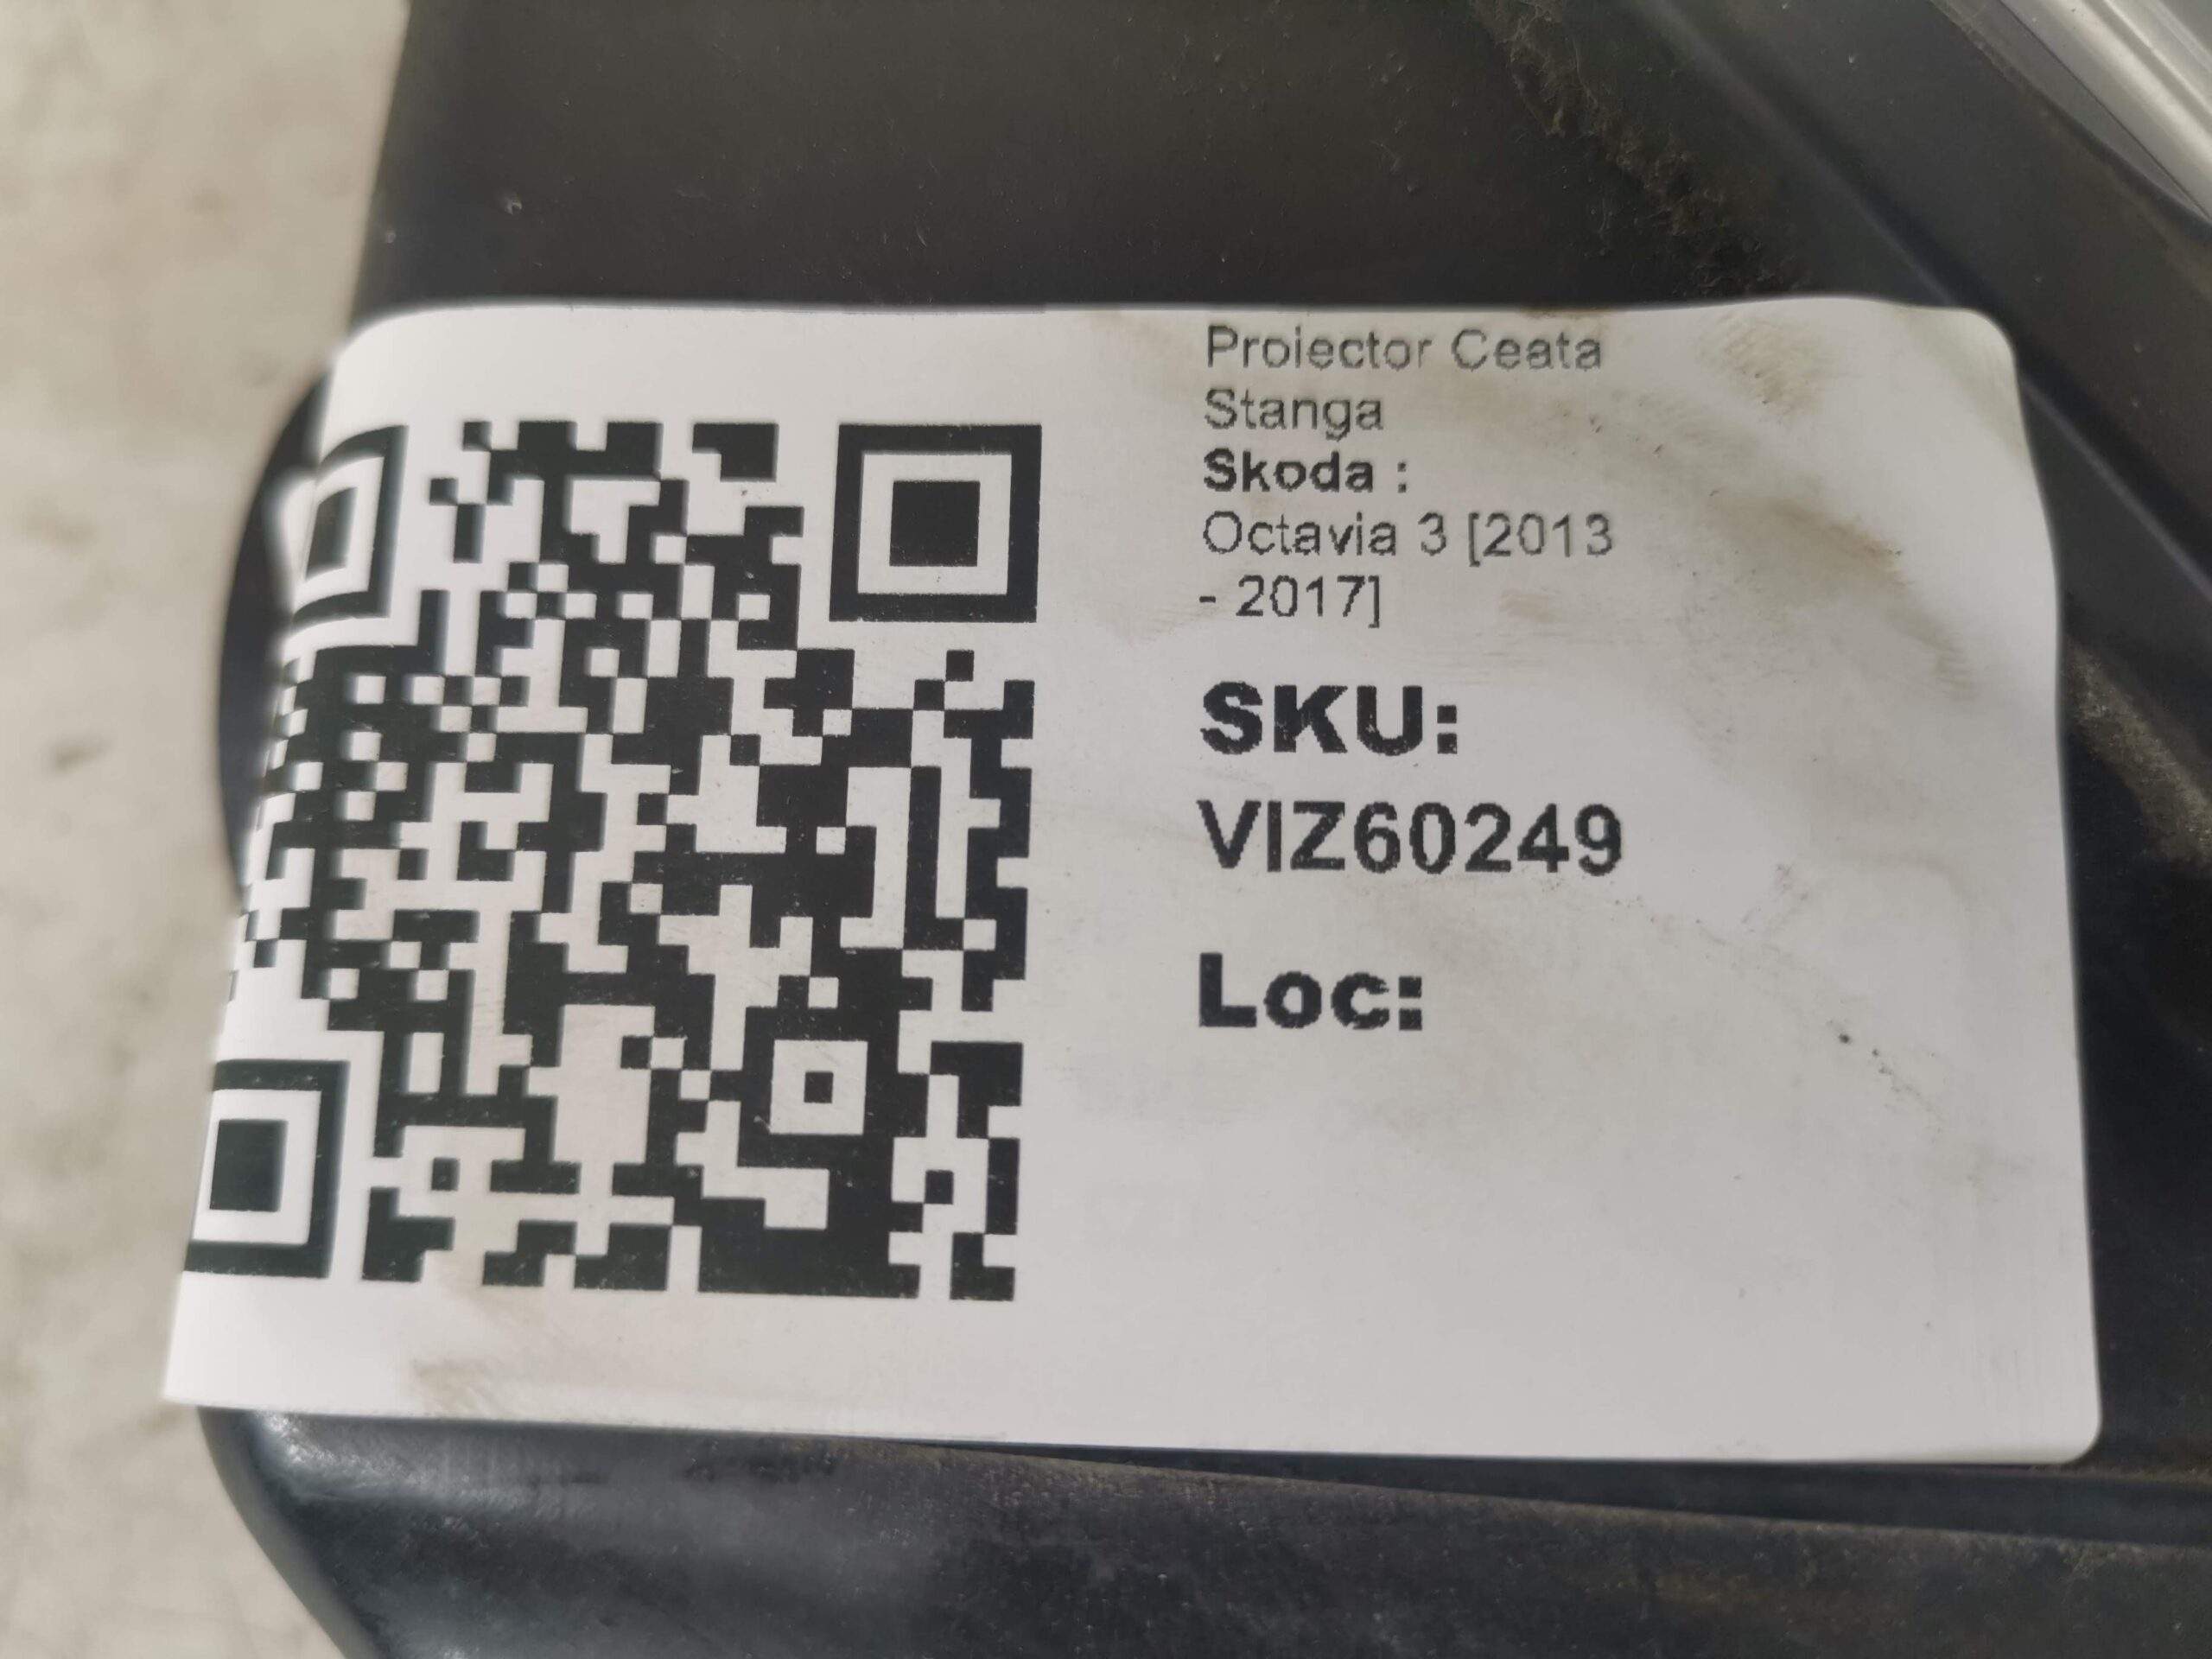 Proiector Ceata
Stanga
Skoda :
Octavia 3 [2013
- 2017]
SKU:
VIZ60249
Loc: